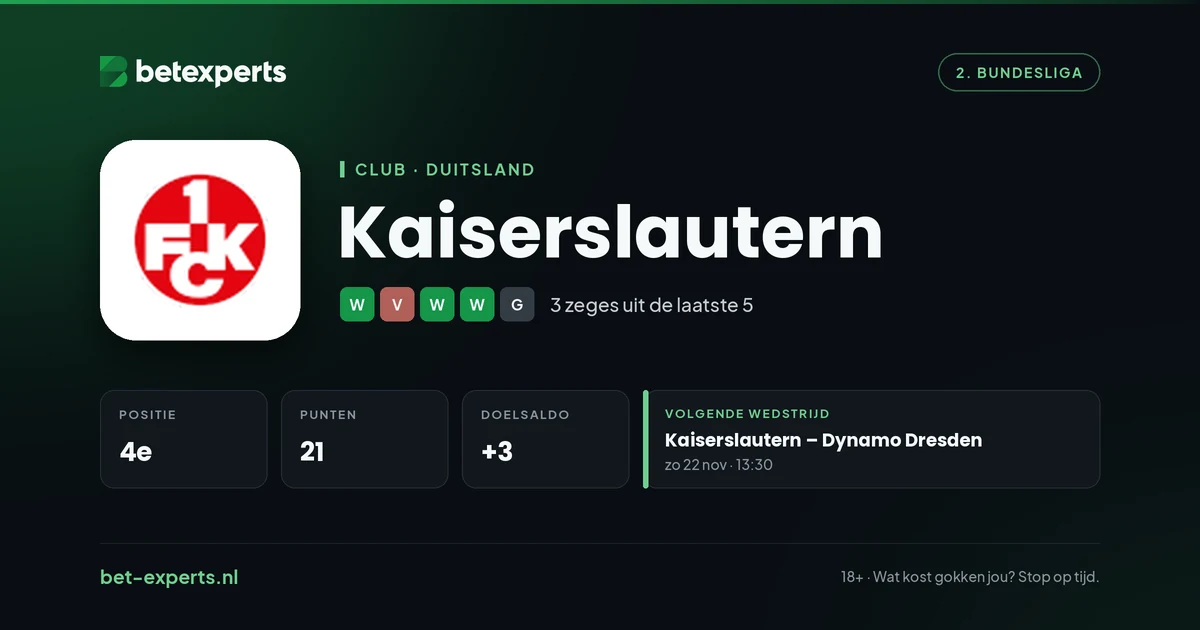 betexperts
2. BUNDESLIGA
1
FCK
CLUB · DUITSLAND
Kaiserslautern
W V W W G 3 zeges uit de laatste 5
POSITIE
4e
PUNTEN
21
DOELSALDO
+3
VOLGENDE WEDSTRIJD
Kaiserslautern – Dynamo Dresden
zo 22 nov · 13:30
bet-experts.nl
18+ · Wat kost gokken jou? Stop op tijd.